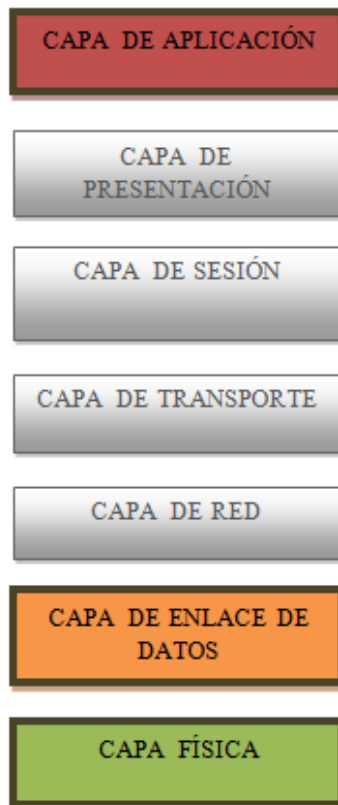 CAPA DE APLICACIÓN
CAPA DE
PRESENTACIÓN
CAPA DE SESIÓN
CAPA DE TRANSPORTE
CAPA DE RED
CAPA DE ENLACE DE
DATOS
CAPA FÍSICA